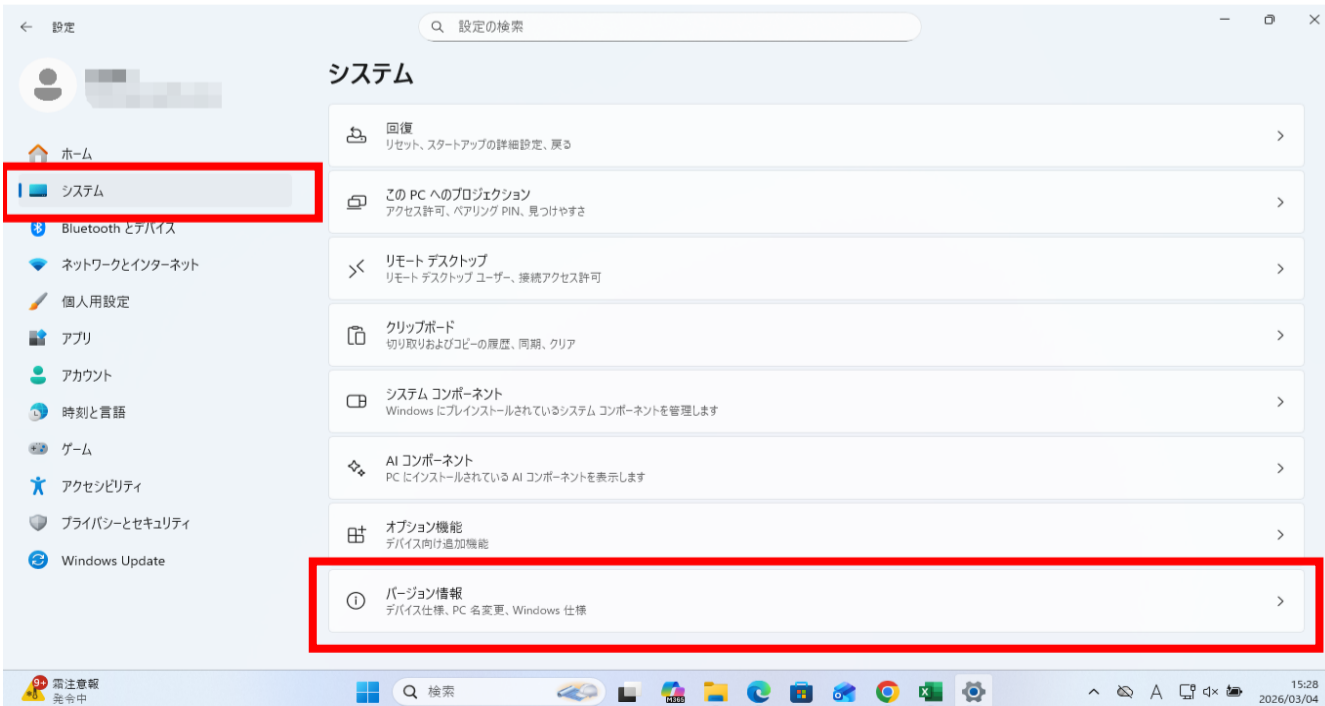 設定
設定の検索
システム
ホーム
システム
Bluetooth とデバイス
ネットワークとインターネット
個人用設定
アプリ
アカウント
時刻と言語
ゲーム
アクセシビリティ
プライバシーとセキュリティ
Windows Update
回復
リセット、スタートアップの詳細設定、戻る
この PC へのプロジェクション
アクセス許可、ペアリング PIN、見つけやすさ
リモート デスクトップ
リモート デスクトップ ユーザー、接続アクセス許可
クリップボード
切り取りおよびコピーの履歴、同期、クリア
システム コンポーネント
Windows にプレインストールされているシステム コンポーネントを管理します
AI コンポーネント
PC にインストールされている AI コンポーネントを表示します
オプション機能
デバイス向け追加機能
バージョン情報
デバイス仕様、PC 名変更、Windows 仕様
9+
霜注意報
発令中
検索
M365
A
15:28
2026/03/04